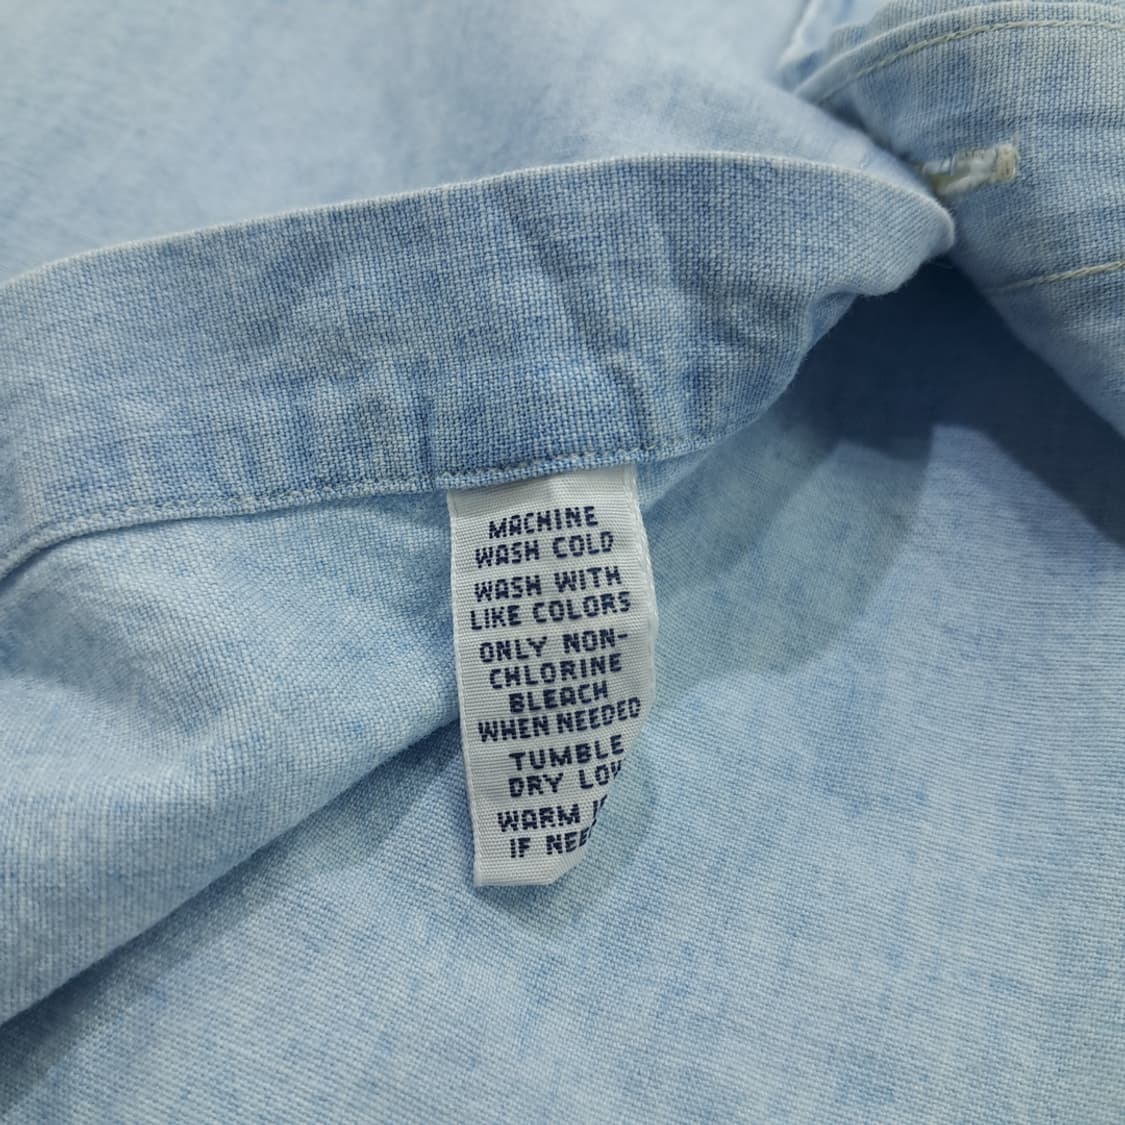 MACHINE
WASH COLD
WASH WITH
LIKE COLORS
ONLY NON-
CHLORINE
BLEACH
WHEN NEEDED
TUMBLE
DRY LOW
WARM
IF